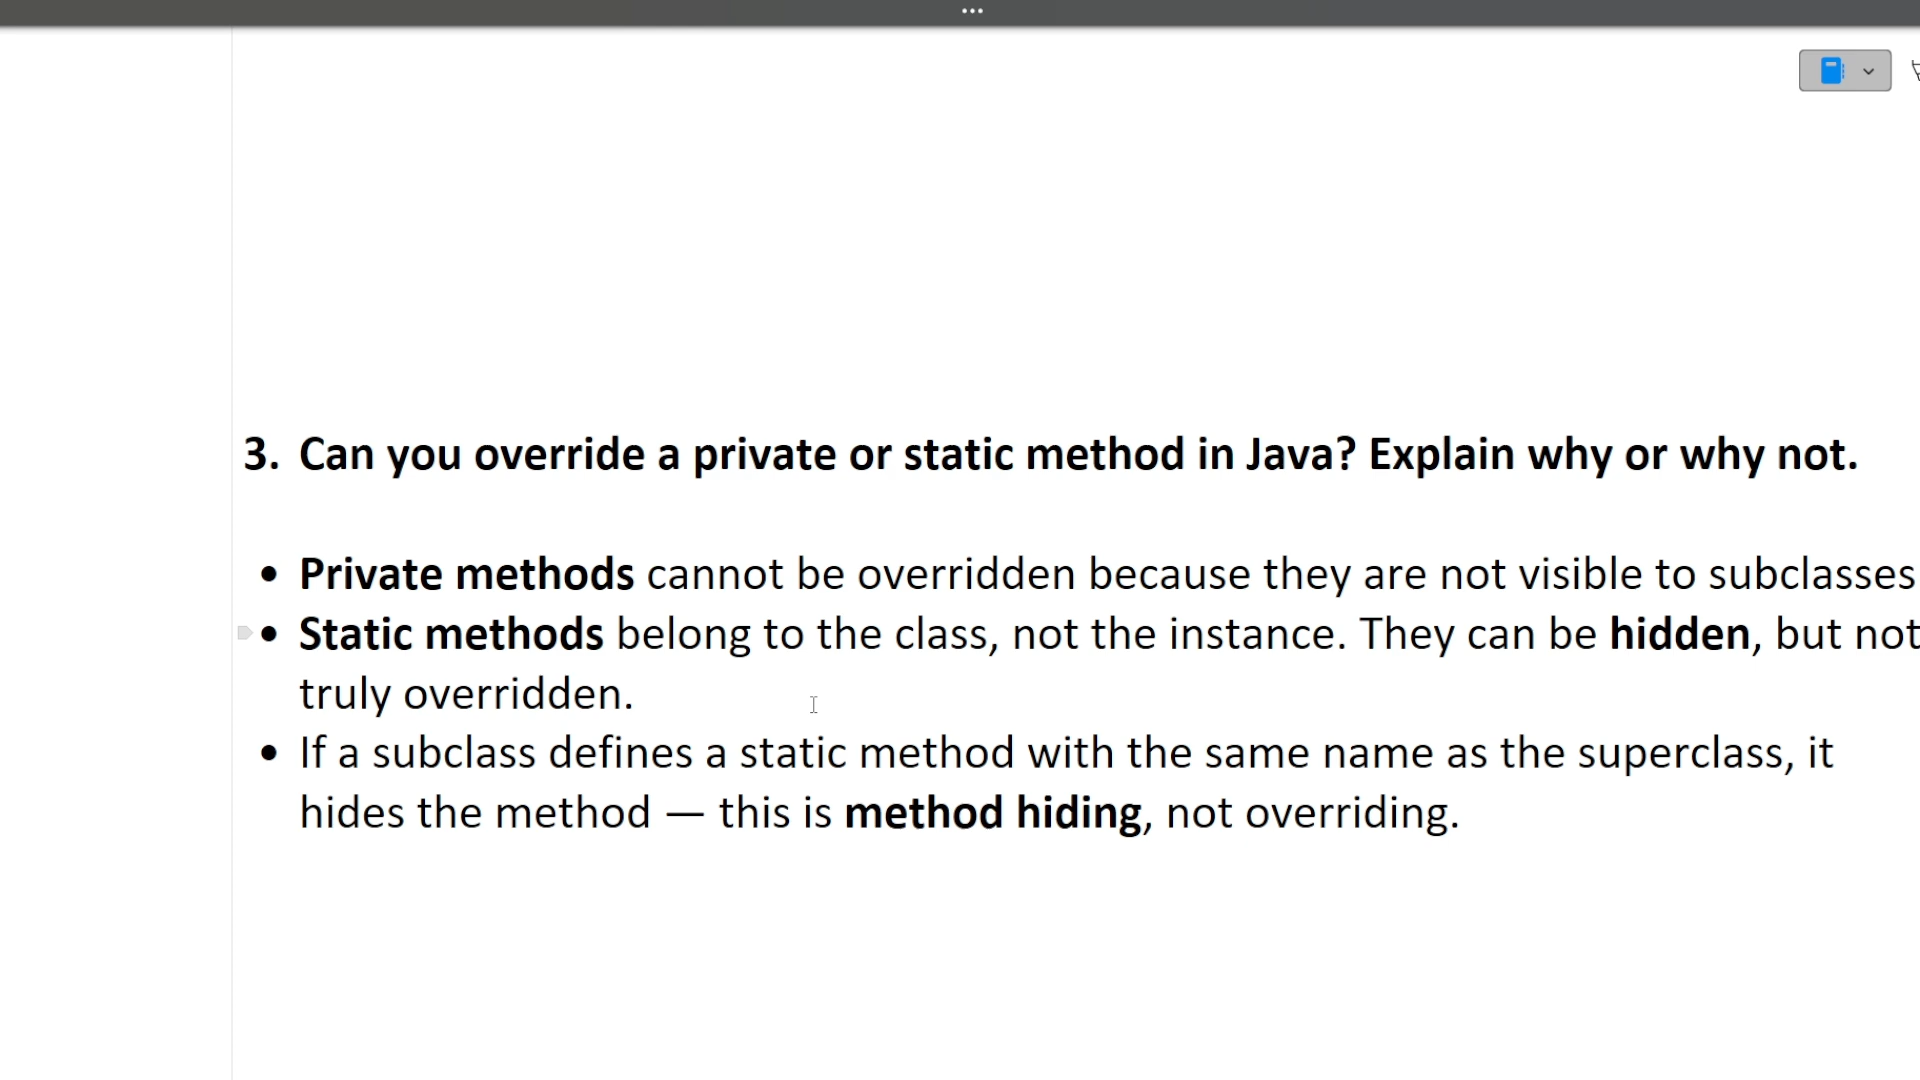 3. Can you override a private or static method in Java? Explain why or why not.
• Private methods cannot be overridden because they are not visible to subclasses
• Static methods belong to the class, not the instance. They can be hidden, but not
truly overridden.
• If a subclass defines a static method with the same name as the superclass, it
hides the method — this is method hiding, not overriding.